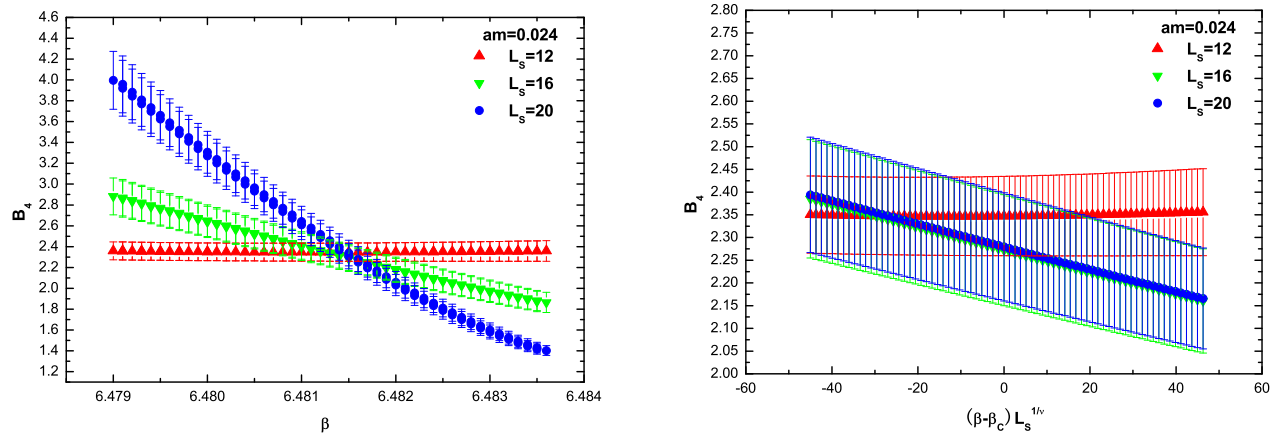 4.6
4.4
4.2
4.0
3.8
3.6
3.4
3.2
3.0
2.8
2.6
2.4
2.2
2.0
1.8
1.6
1.4
1.2
B4
am=0.024
LS=12
LS=16
LS=20
6.479 6.480 6.481 6.482 6.483 6.484
β
2.80
2.75
2.70
2.65
2.60
2.55
2.50
2.45
2.40
2.35
2.30
2.25
2.20
2.15
2.10
2.05
2.00
B4
am=0.024
LS=12
LS=16
LS=20
-60 -40 -20 0 20 40 60
(β-βC) LS1/ν